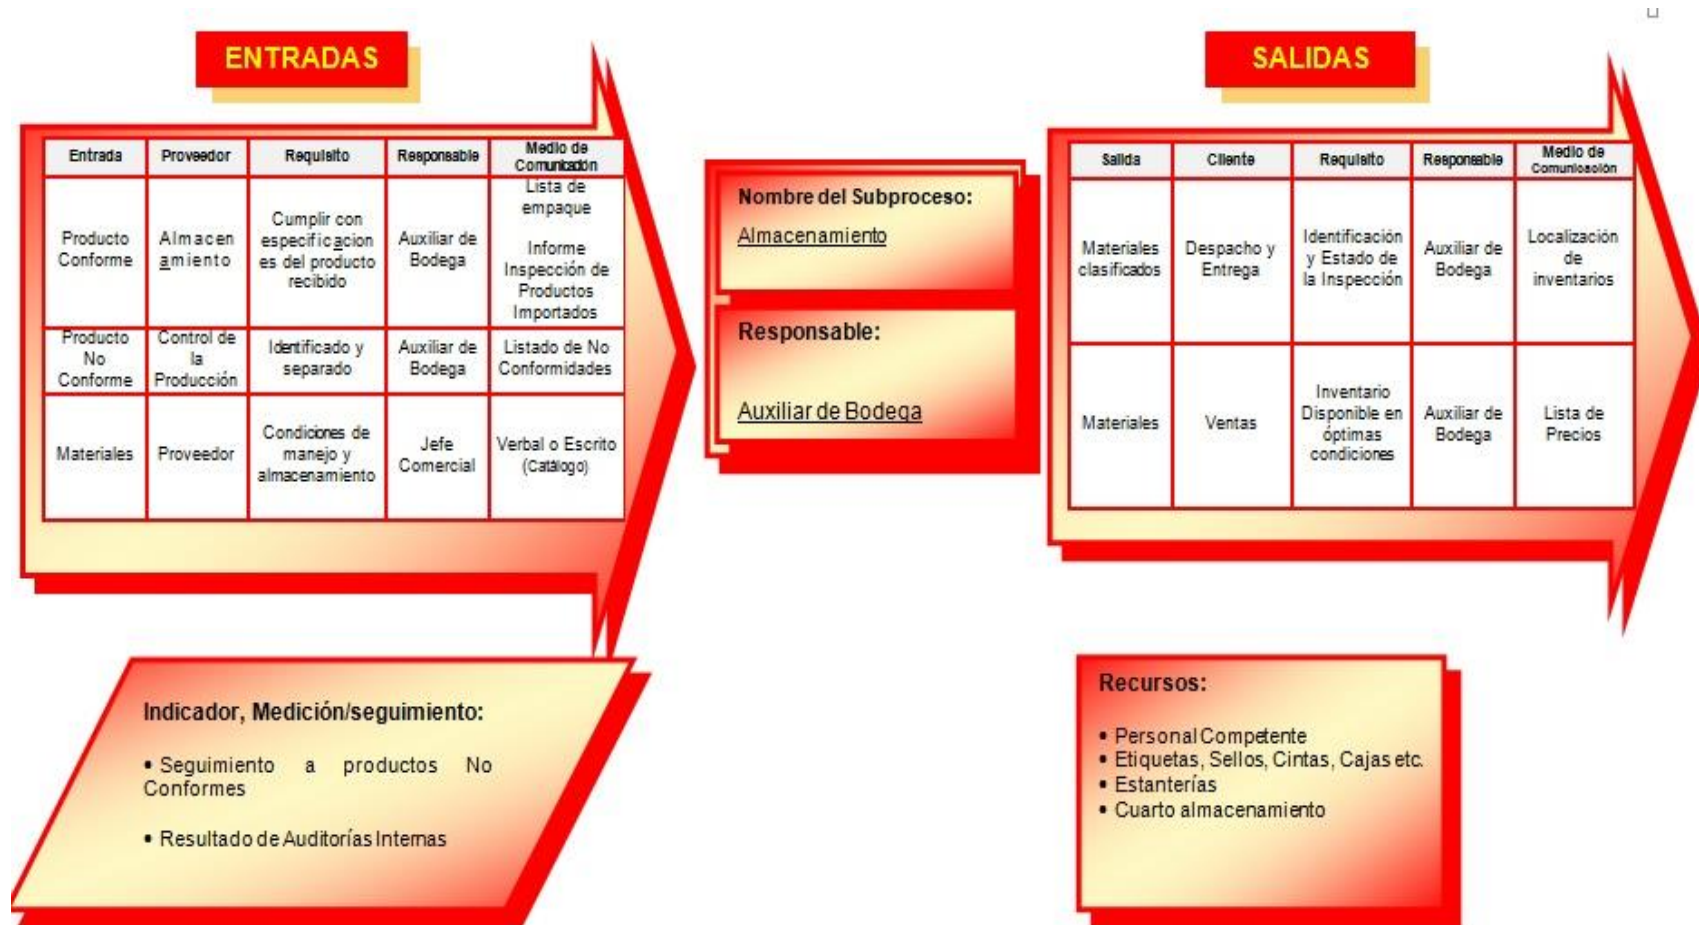 ENTRADAS
Entrada Proveedor Requisito Responsable Medio de
Comunicación
Producto
Conforme
Almacen
amiento
Cumplir con
especificacion
es del producto
recibido
Auxiliar de
Bodega
Lista de
empaque
Informe
Inspección de
Productos
Importados
Producto
No
Conforme
Control de
la
Producción
Identificado y
separado
Auxiliar de
Bodega
Listado de No
Conformidades
Materiales
Proveedor
Condiciones de
manejo y
almacenamiento
Jefe
Comercial
Verbal o Escrito
(Catálogo)
Nombre del Subproceso:
Almacenamiento
Responsable:
Auxiliar de Bodega
SALIDAS
Salida Cliente Requisito Responsable Medio de
Comunicación
Materiales
clasificados
Despacho y
Entrega
Identificación
y Estado de
la Inspección
Auxiliar de
Bodega
Localización
de
inventarios
Materiales
Ventas
Inventario
Disponible en
óptimas
condiciones
Auxiliar de
Bodega
Lista de
Precios
Indicador, Medición/seguimiento:
• Seguimiento a productos No
Conformes
• Resultado de Auditorías Internas
Recursos:
• Personal Competente
• Etiquetas, Sellos, Cintas, Cajas etc.
• Estanterías
• Cuarto almacenamiento